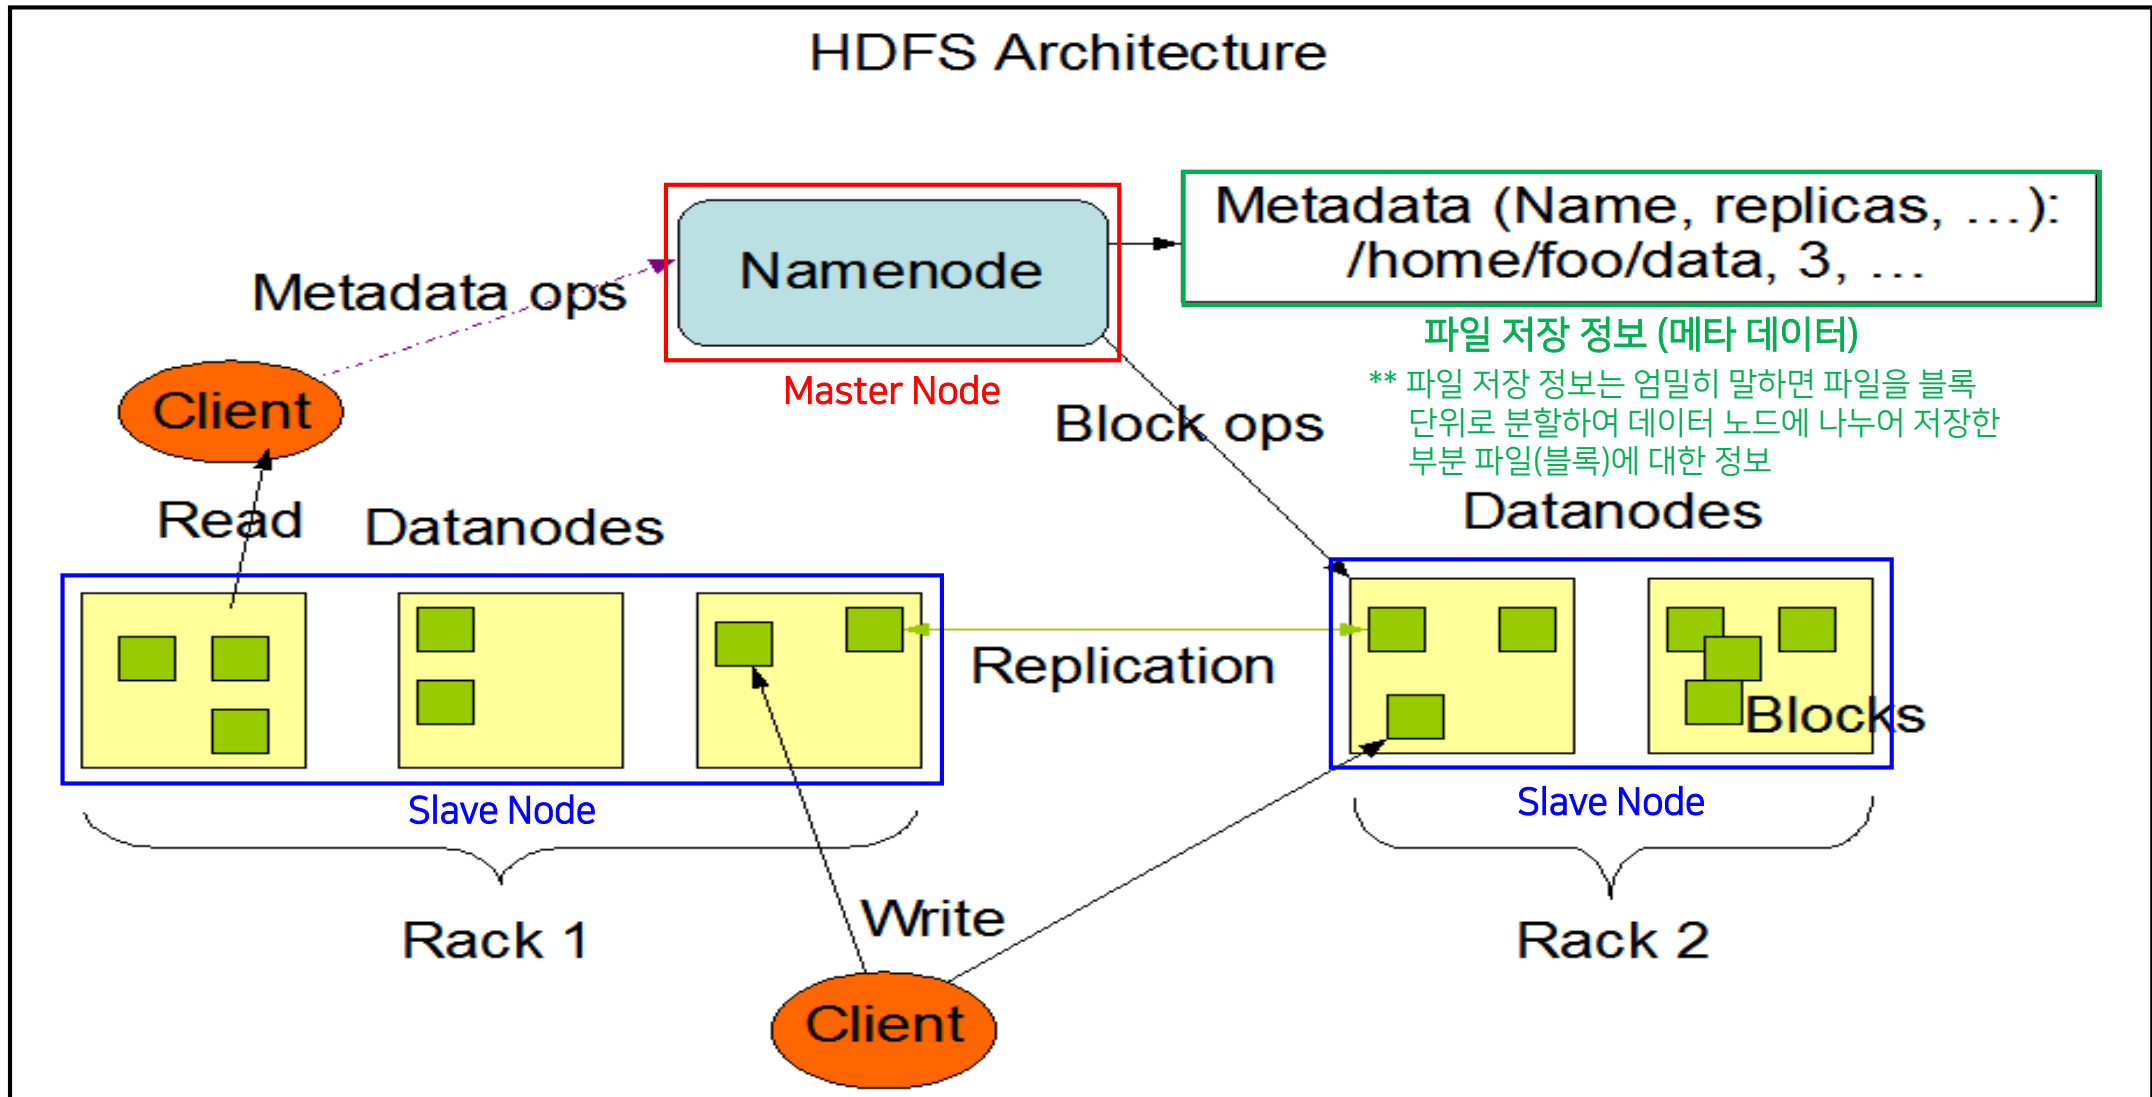 HDFS Architecture
Metadata (Name, replicas, ...):
/home/foo/data, 3, ...
Namenode
Metadata ops
파일 저장 정보 (메타 데이터)
Master Node
** 파일 저장 정보는 엄밀히 말하면 파일을 블록
단위로 분할하여 데이터 노드에 나누어 저장한
부분 파일(블록)에 대한 정보
Client
Block ops
Read
Datanodes
Datanodes
Replication
Blocks
Slave Node
Slave Node
Rack 1
Write
Rack 2
Client